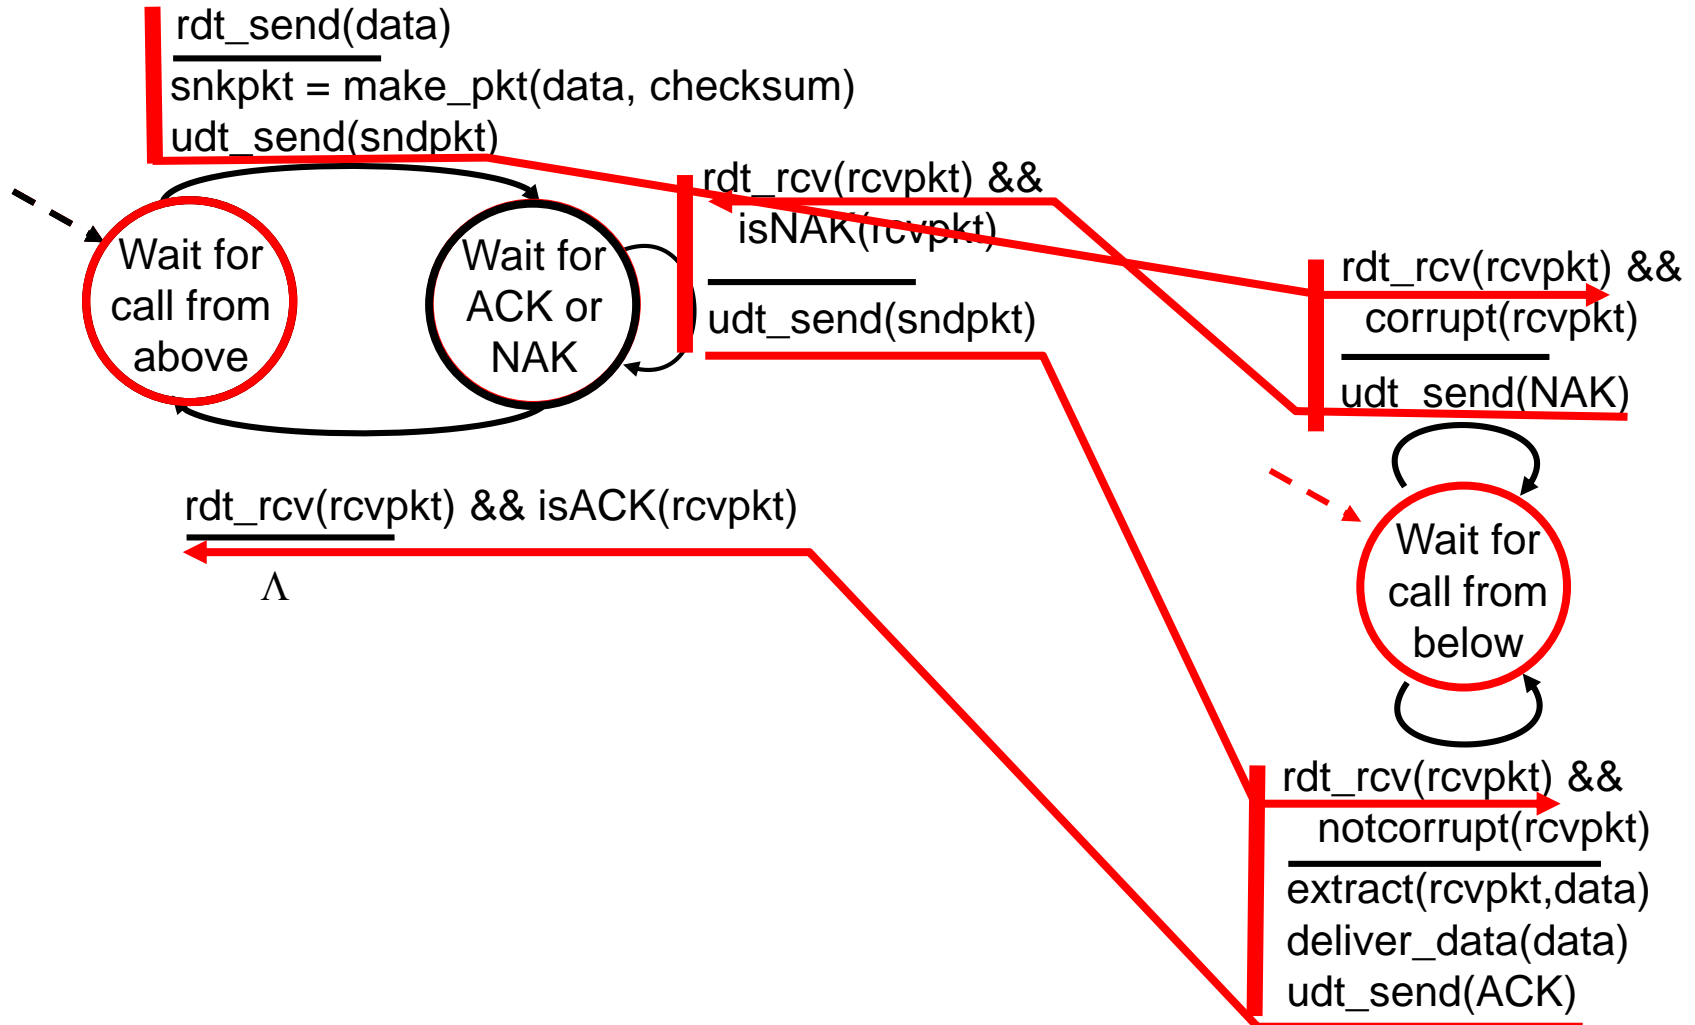 rdt_send(data)
snkpkt = make_pkt(data, checksum)
udt_send(sndpkt)
rdt_rcv(rcvpkt) &&
isNAK(rcvpkt)
udt_send(sndpkt)
Wait for
call from
above
Wait for
ACK or
NAK
rdt_rcv(rcvpkt) && isACK(rcvpkt)
Λ
rdt_rcv(rcvpkt) &&
corrupt(rcvpkt)
udt_send(NAK)
Wait for
call from
below
rdt_rcv(rcvpkt) &&
notcorrupt(rcvpkt)
extract(rcvpkt,data)
deliver_data(data)
udt_send(ACK)